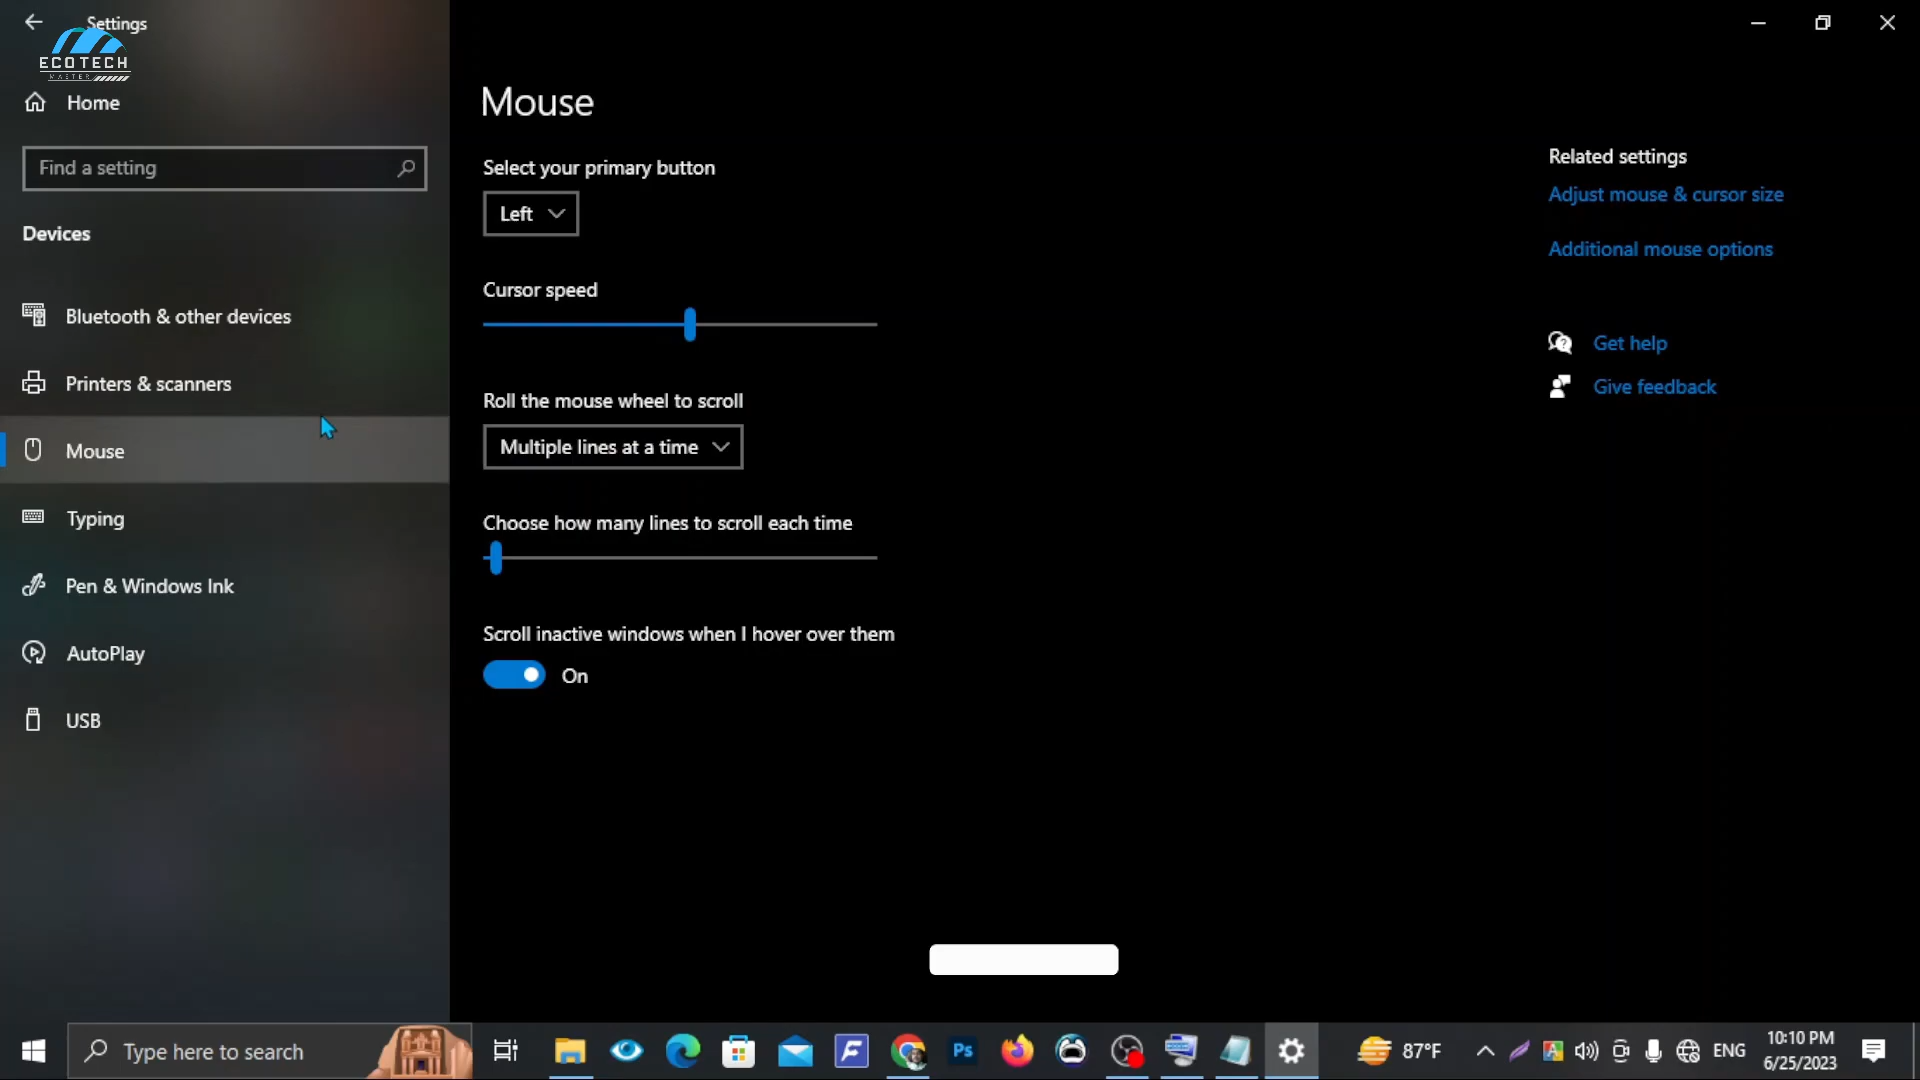 Settings
ECOTECH
MASTER
Home
Find a setting
Devices
Bluetooth & other devices
Printers & scanners
Mouse
Typing
Pen & Windows Ink
AutoPlay
USB
Mouse
Select your primary button
Left
Cursor speed
Roll the mouse wheel to scroll
Multiple lines at a time
Choose how many lines to scroll each time
Scroll inactive windows when I hover over them
On
Related settings
Adjust mouse & cursor size
Additional mouse options
Get help
Give feedback
Type here to search
F
Ps
87°F
A
ENG
10:10 PM
6/25/2023